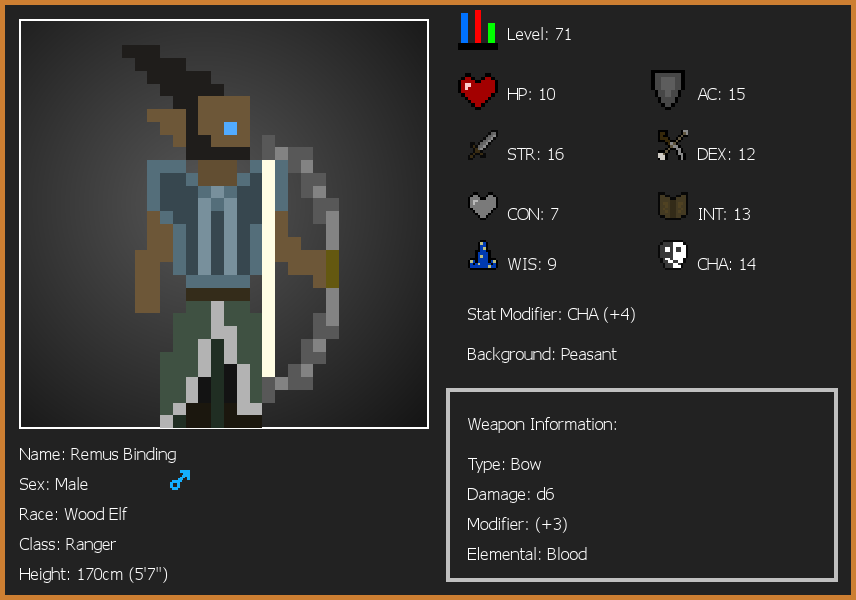 Level: 71
HP: 10
AC: 15
STR: 16
DEX: 12
CON: 7
INT: 13
WIS: 9
CHA: 14
Stat Modifier: CHA (+4)
Background: Peasant
Weapon Information:
Type: Bow
Damage: d6
Modifier: (+3)
Elemental: Blood
Name: Remus Binding
Sex: Male
Race: Wood Elf
Class: Ranger
Height: 170cm (5'7")